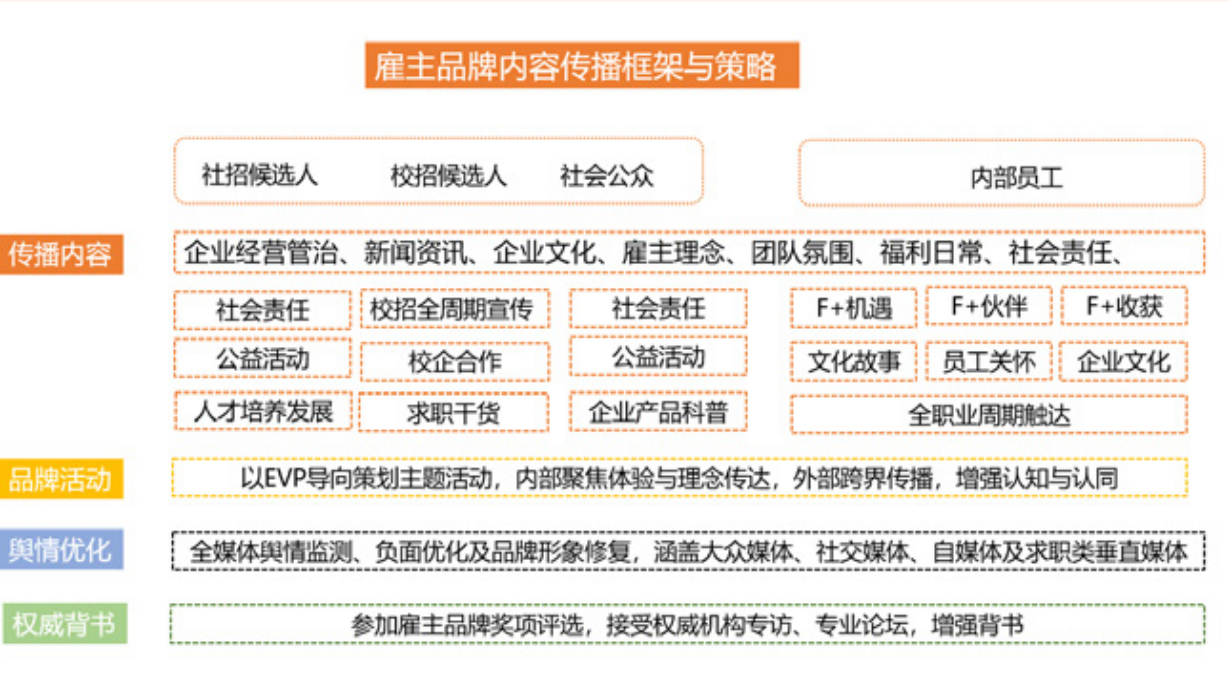 雇主品牌内容传播框架与策略
社招候选人 校招候选人 社会公众 内部员工
传播内容 企业经营管治、新闻资讯、企业文化、雇主理念、团队氛围、福利日常、社会责任、
社会责任 校招全周期宣传 社会责任 F+机遇 F+伙伴 F+收获
公益活动 校企合作 公益活动 文化故事 员工关怀 企业文化
人才培养发展 求职干货 企业产品科普 全职业周期触达
品牌活动 以EVP导向策划主题活动，内部聚焦体验与理念传达，外部跨界传播，增强认知与认同
舆情优化 全媒体舆情监测、负面优化及品牌形象修复，涵盖大众媒体、社交媒体、自媒体及求职类垂直媒体
权威背书 参加雇主品牌奖项评选，接受权威机构专访、专业论坛，增强背书